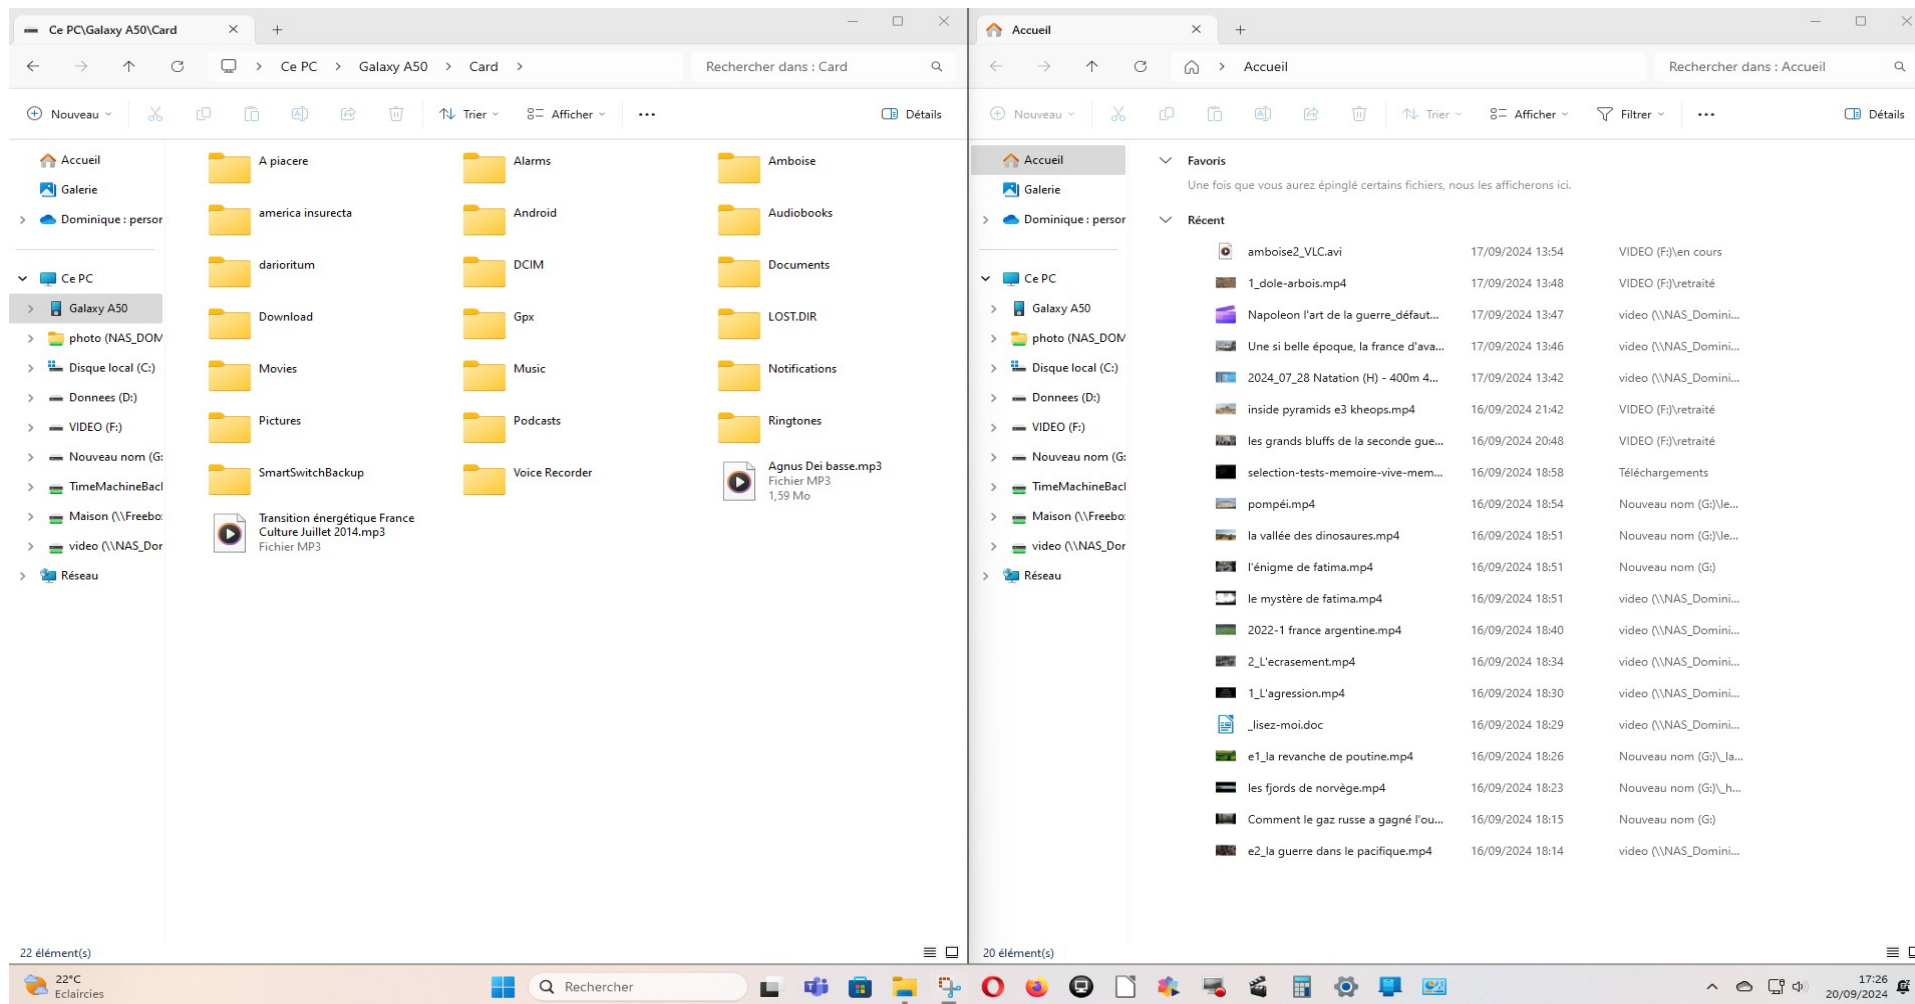 Ce PC\Galaxy A50\Card
Ce PC > Galaxy A50 > Card >
Rechercher dans : Card
Nouveau
Trier
Afficher
...
Détails
Accueil
Galerie
Dominique : persor
Ce PC
Galaxy A50
photo (NAS_DOM
Disque local (C:)
Donnees (D:)
VIDEO (F:)
Nouveau nom (G:
TimeMachineBacl
Maison (\\Freebo:
video (\\NAS_Dor
Réseau
A piacere
Alarms
Amboise
america insurecta
Android
Audiobooks
darioritum
DCIM
Documents
Download
Gpx
LOST.DIR
Movies
Music
Notifications
Pictures
Podcasts
Ringtones
SmartSwitchBackup
Voice Recorder
Agnus Dei basse.mp3
Fichier MP3
1,59 Mo
Transition énergétique France
Culture Juillet 2014.mp3
Fichier MP3
22 élément(s)
Accueil
Accueil
Rechercher dans : Accueil
Nouveau
Trier
Afficher
Filtrer
...
Détails
Accueil
Galerie
Dominique : persor
Ce PC
Galaxy A50
photo (NAS_DOM
Disque local (C:)
Donnees (D:)
VIDEO (F:)
Nouveau nom (G:
TimeMachineBacl
Maison (\\Freebo:
video (\\NAS_Dor
Réseau
Favoris
Une fois que vous aurez épinglé certains fichiers, nous les afficherons ici.
Récent
amboise2_VLC.avi 17/09/2024 13:54 VIDEO (F:)\en cours
1_dole-arbois.mp4 17/09/2024 13:48 VIDEO (F:)\retraité
Napoleon l'art de la guerre_défaut... 17/09/2024 13:47 video (\\NAS_Domini...
Une si belle époque, la france d'ava... 17/09/2024 13:46 video (\\NAS_Domini...
2024_07_28 Natation (H) - 400m 4... 17/09/2024 13:42 video (\\NAS_Domini...
inside pyramids e3 kheops.mp4 16/09/2024 21:42 VIDEO (F:)\retraité
les grands bluffs de la seconde gue... 16/09/2024 20:48 VIDEO (F:)\retraité
selection-tests-memoire-vive-mem... 16/09/2024 18:58 Téléchargements
pompéi.mp4 16/09/2024 18:54 Nouveau nom (G:)\le...
la vallée des dinosaures.mp4 16/09/2024 18:51 Nouveau nom (G:)\le...
l'énigme de fatima.mp4 16/09/2024 18:51 Nouveau nom (G:)
le mystère de fatima.mp4 16/09/2024 18:51 video (\\NAS_Domini...
2022-1 france argentine.mp4 16/09/2024 18:40 video (\\NAS_Domini...
2_L'ecrasement.mp4 16/09/2024 18:34 video (\\NAS_Domini...
1_L'agression.mp4 16/09/2024 18:30 video (\\NAS_Domini...
_lisez-moi.doc 16/09/2024 18:29 video (\\NAS_Domini...
e1_la revanche de poutine.mp4 16/09/2024 18:26 Nouveau nom (G:)\_la...
les fjords de norvège.mp4 16/09/2024 18:23 Nouveau nom (G:)\_h...
Comment le gaz russe a gagné l'ou... 16/09/2024 18:15 Nouveau nom (G:)
e2_la guerre dans le pacifique.mp4 16/09/2024 18:14 video (\\NAS_Domini...
20 élément(s)
22°C
Eclaircies
Rechercher
17:26
20/09/2024